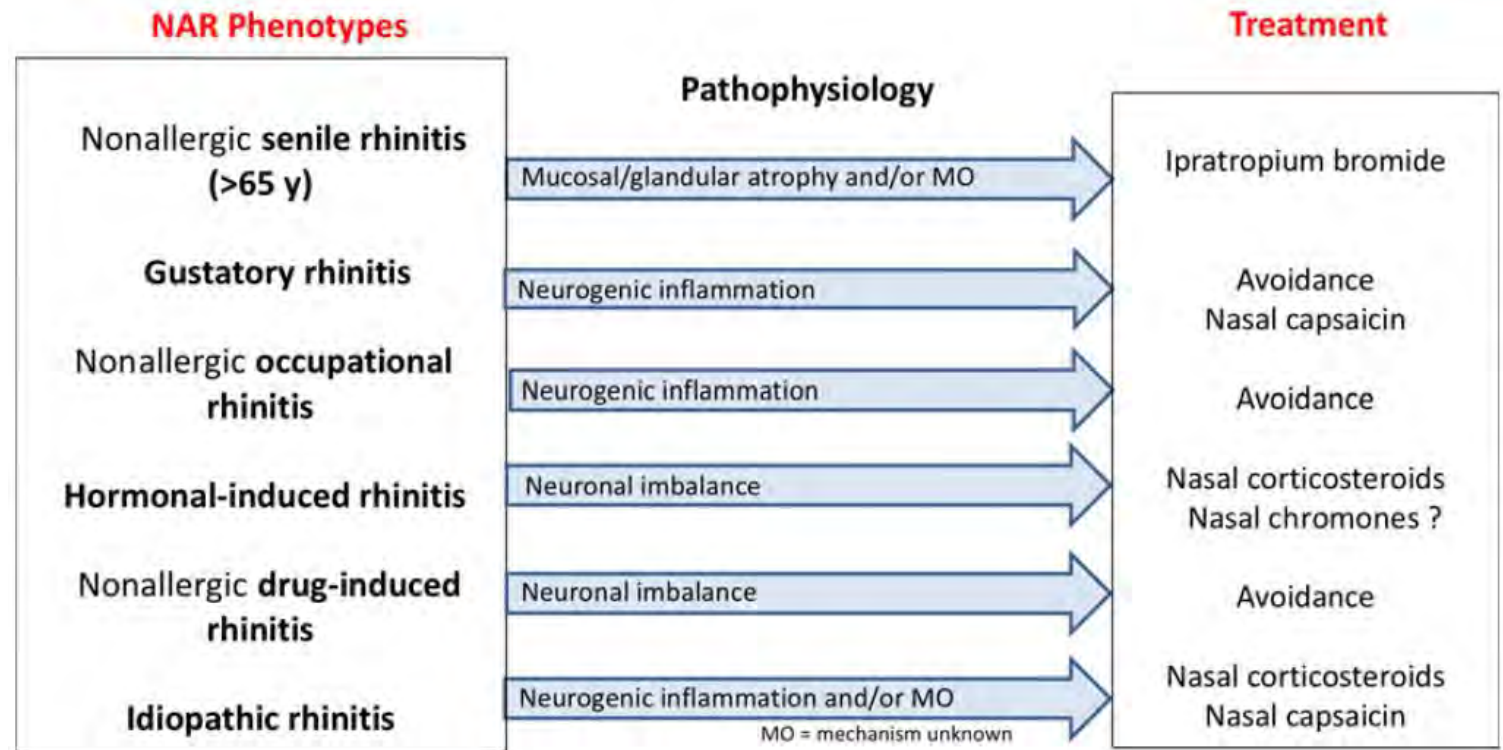 NAR Phenotypes
Treatment
Pathophysiology
Nonallergic senile rhinitis
(>65 y)
Mucosal/glandular atrophy and/or MO
Ipratropium bromide
Gustatory rhinitis
Neurogenic inflammation
Avoidance
Nasal capsaicin
Nonallergic occupational
rhinitis
Neurogenic inflammation
Avoidance
Hormonal-induced rhinitis
Neuronal imbalance
Nasal corticosteroids
Nasal chromones ?
Nonallergic drug-induced
rhinitis
Neuronal imbalance
Avoidance
Idiopathic rhinitis
Neurogenic inflammation and/or MO
Nasal corticosteroids
Nasal capsaicin
MO = mechanism unknown